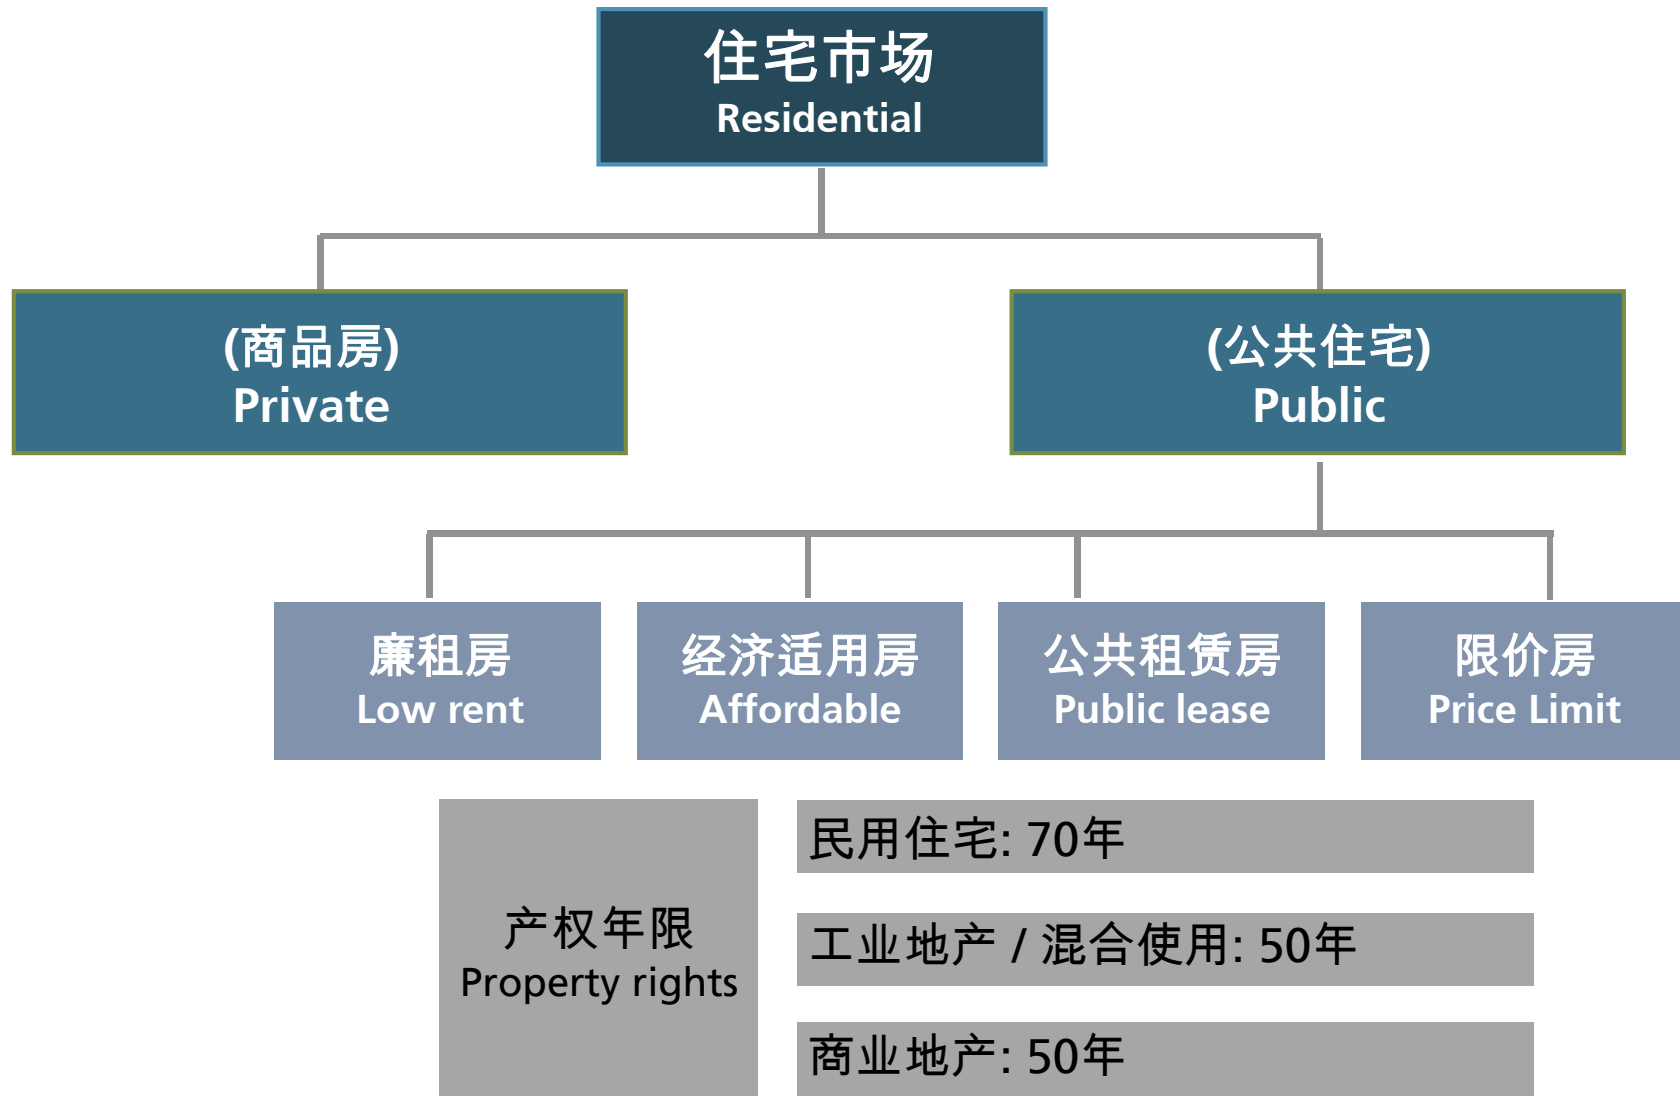 住宅市场
Residential
(商品房)
Private
(公共住宅)
Public
廉租房
Low rent
经济适用房
Affordable
公共租赁房
Public lease
限价房
Price Limit
产权年限
Property rights
民用住宅: 70年
工业地产 / 混合使用: 50年
商业地产: 50年